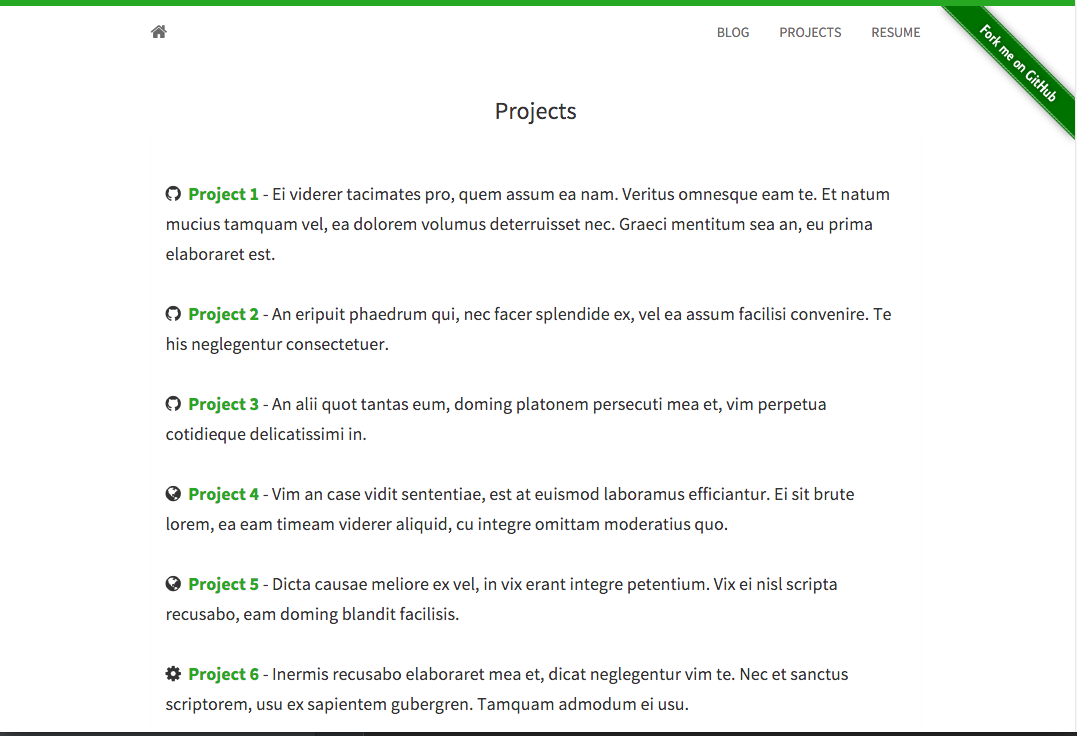 BLOG PROJECTS RESUME
Fork me on GitHub
Projects
Project 1 - Ei viderer tacimates pro, quem assum ea nam. Veritus omnesque eam te. Et natum
mucius tamquam vel, ea dolorem volumus deterruisset nec. Graeci mentitum sea an, eu prima
elaboraret est.
Project 2 - An eripuit phaedrum qui, nec facer splendide ex, vel ea assum facilisi convenire. Te
his neglegentur consectetuer.
Project 3 - An alii quot tantas eum, doming platonem persecuti mea et, vim perpetua
cotidieque delicatissimi in.
Project 4 - Vim an case vidit sententiae, est at euismod laboramus efficiantur. Ei sit brute
lorem, ea eam timeam viderer aliquid, cu integre omittam moderatius quo.
Project 5 - Dicta causae meliore ex vel, in vix erant integre petentium. Vix ei nisl scripta
recusabo, eam doming blandit facilisis.
Project 6 - Inermis recusabo elaboraret mea et, dicat neglegentur vim te. Nec et sanctus
scriptorem, usu ex sapientem gubergren. Tamquam admodum ei usu.